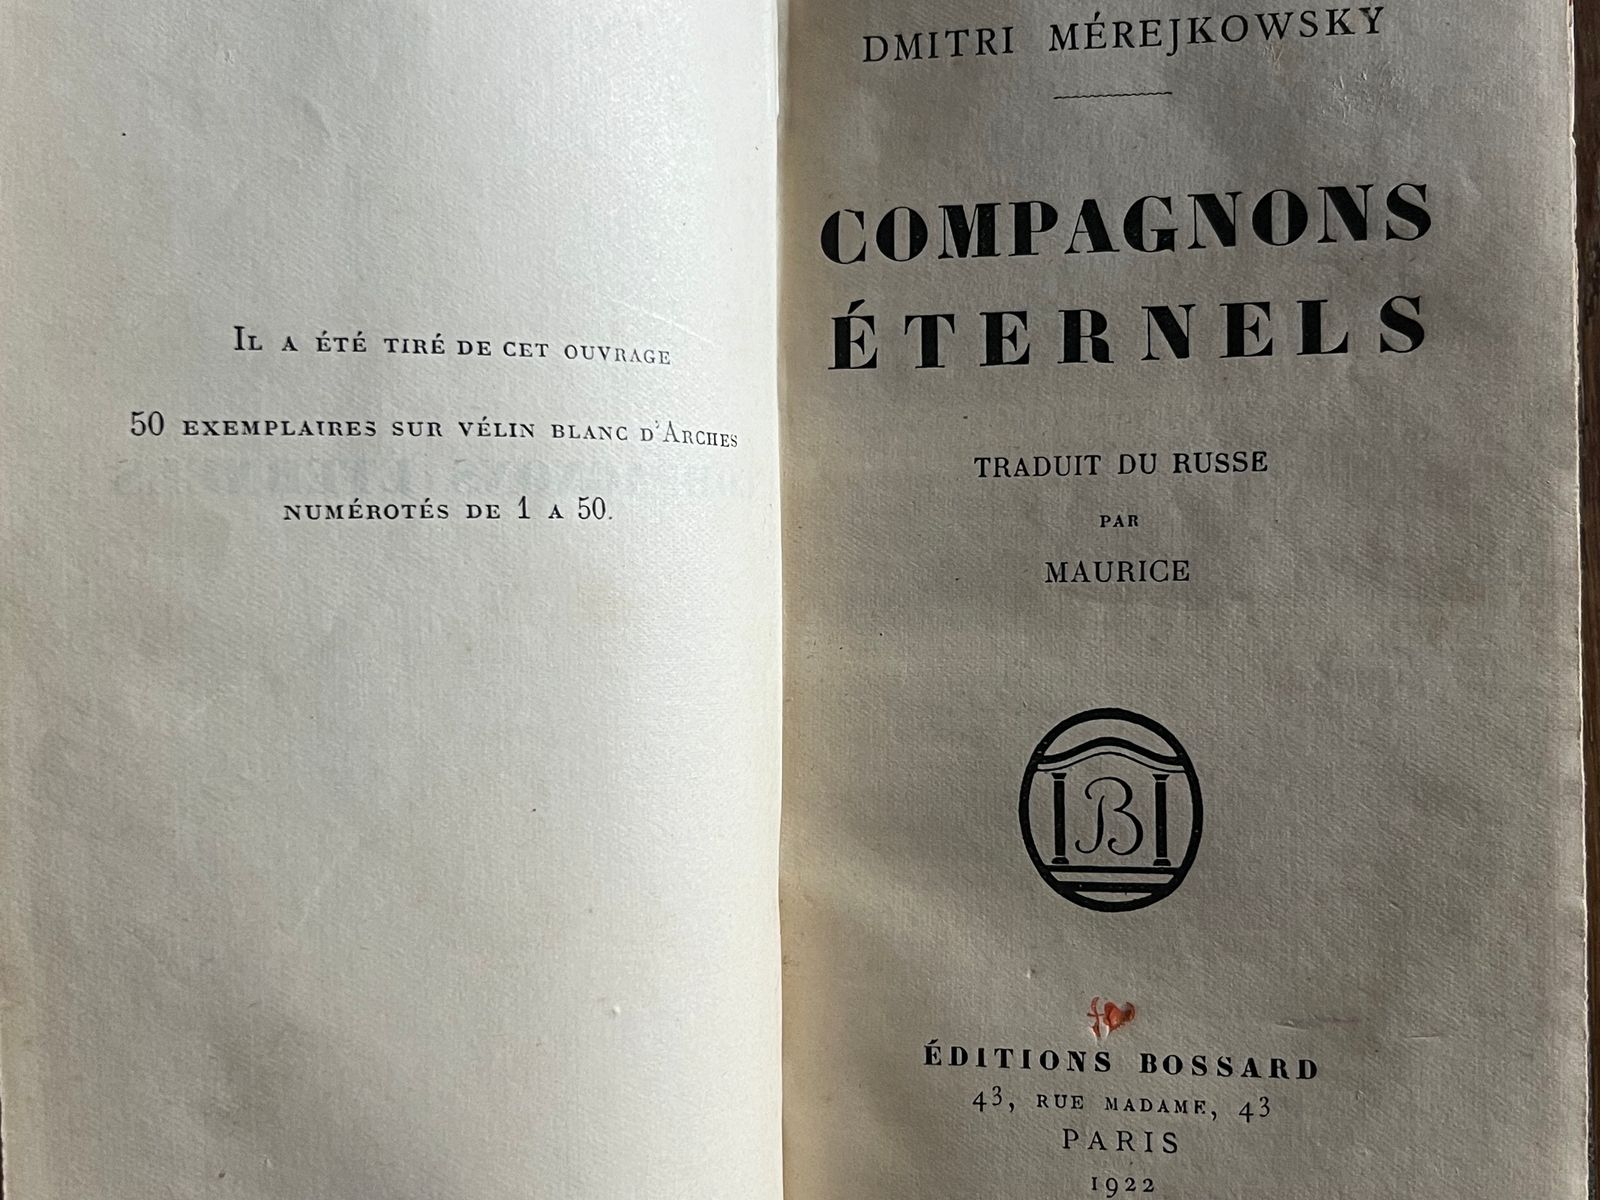 IL A ÉTÉ TIRÉ DE CET OUVRAGE
50 EXEMPLAIRES SUR VÉLIN BLANC D'ARCHES
NUMÉROTÉS DE 1 A 50.
DMITRI MÉREJKOWSKY
COMPAGNONS
ÉTERNELS
TRADUIT DU RUSSE
PAR
MAURICE
B
ÉDITIONS BOSSARD
43, RUE MADAME, 43
PARIS
1922